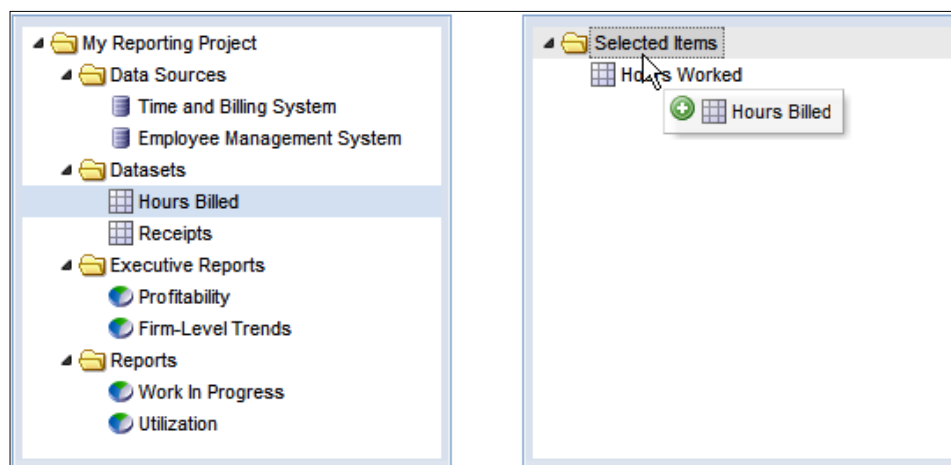 My Reporting Project
Data Sources
Time and Billing System
Employee Management System
Datasets
Hours Billed
Receipts
Executive Reports
Profitability
Firm-Level Trends
Reports
Work In Progress
Utilization
Selected Items
Hours Worked
Hours Billed